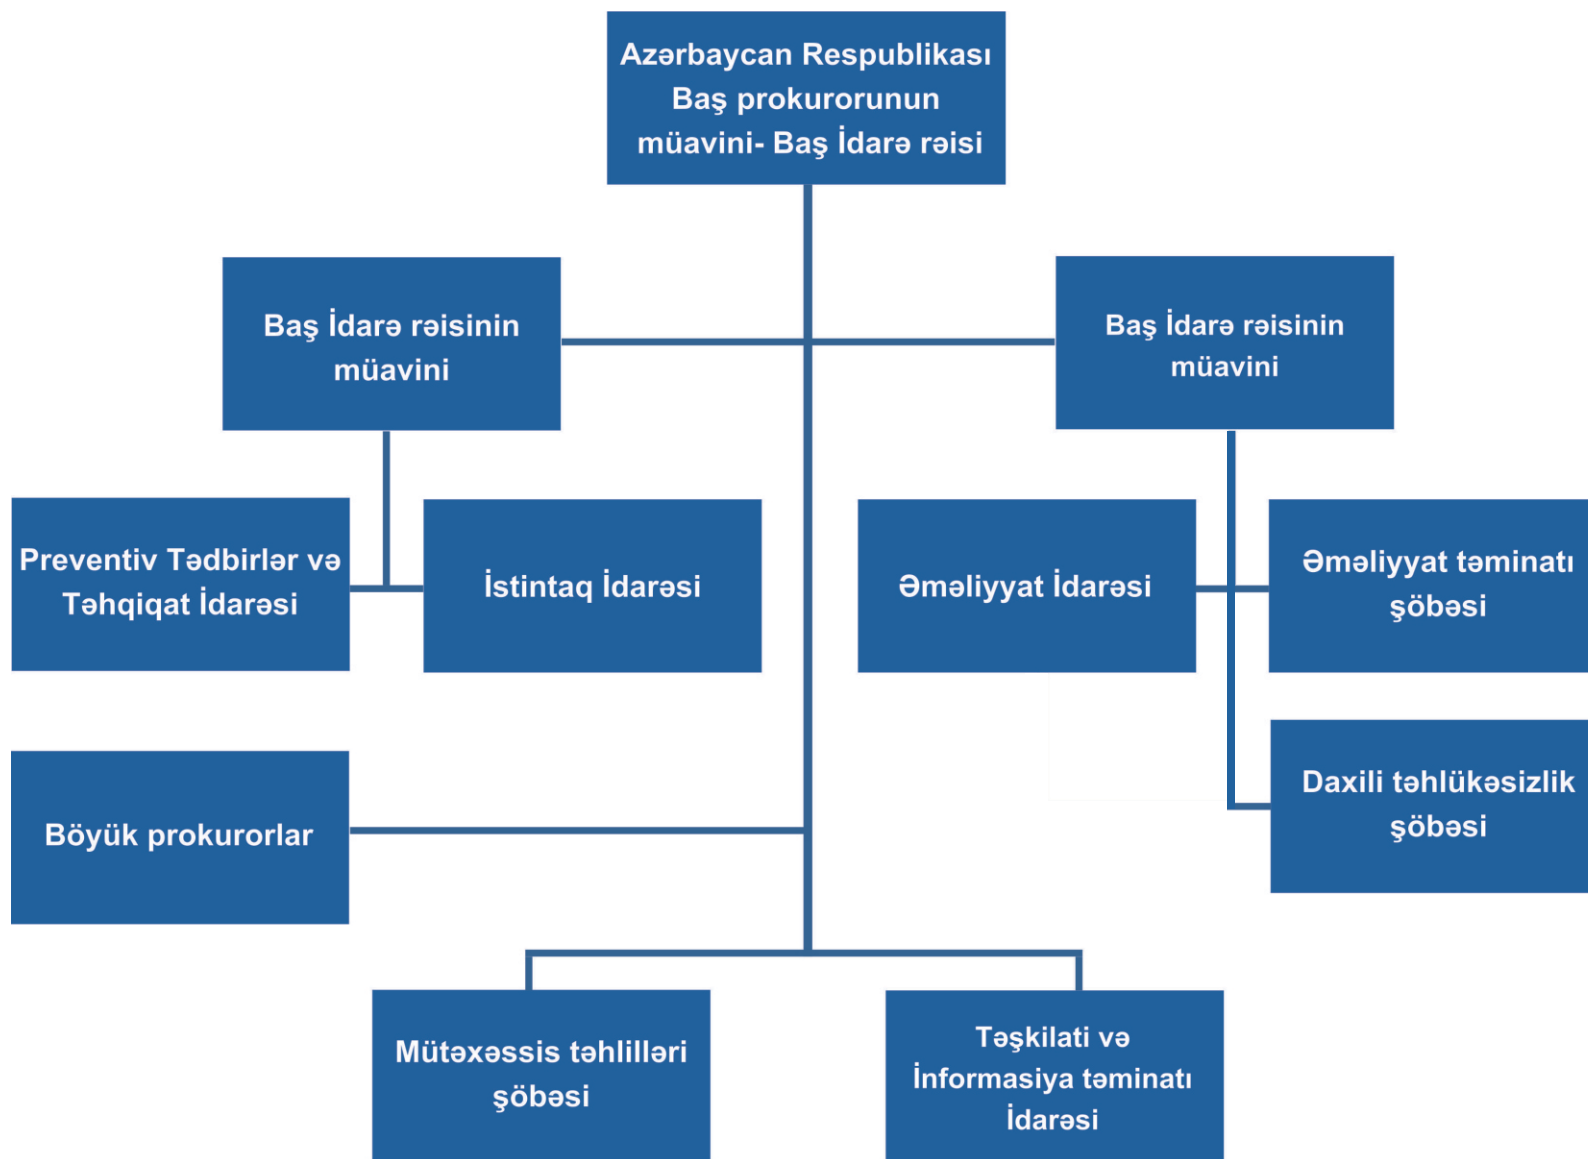 Azərbaycan Respublikası
Baş prokurorunun
müavini- Baş İdarə rəisi
Baş İdarə rəisinin
müavini
Baş İdarə rəisinin
müavini
Preventiv Tədbirlər və
Təhqiqat İdarəsi
İstintaq İdarəsi
Əməliyyat İdarəsi
Əməliyyat təminatı
şöbəsi
Böyük prokurorlar
Daxili təhlükəsizlik
şöbəsi
Mütəxəssis təhlilləri
şöbəsi
Təşkilati və
İnformasiya təminatı
İdarəsi